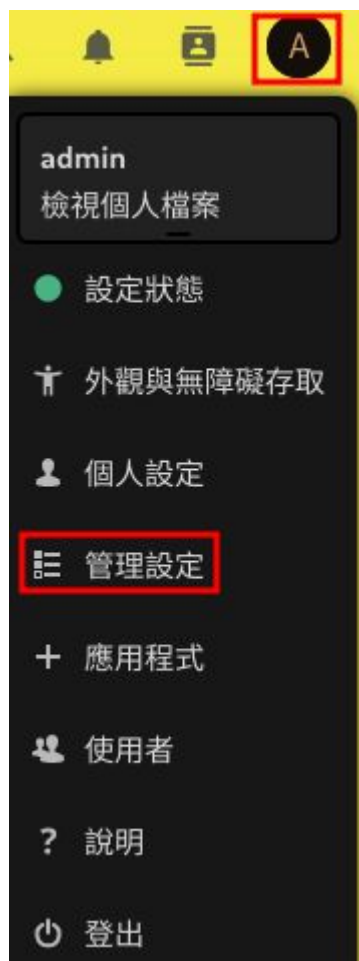 A
admin
檢視個人檔案
設定狀態
外觀與無障礙存取
個人設定
管理設定
應用程式
使用者
說明
登出